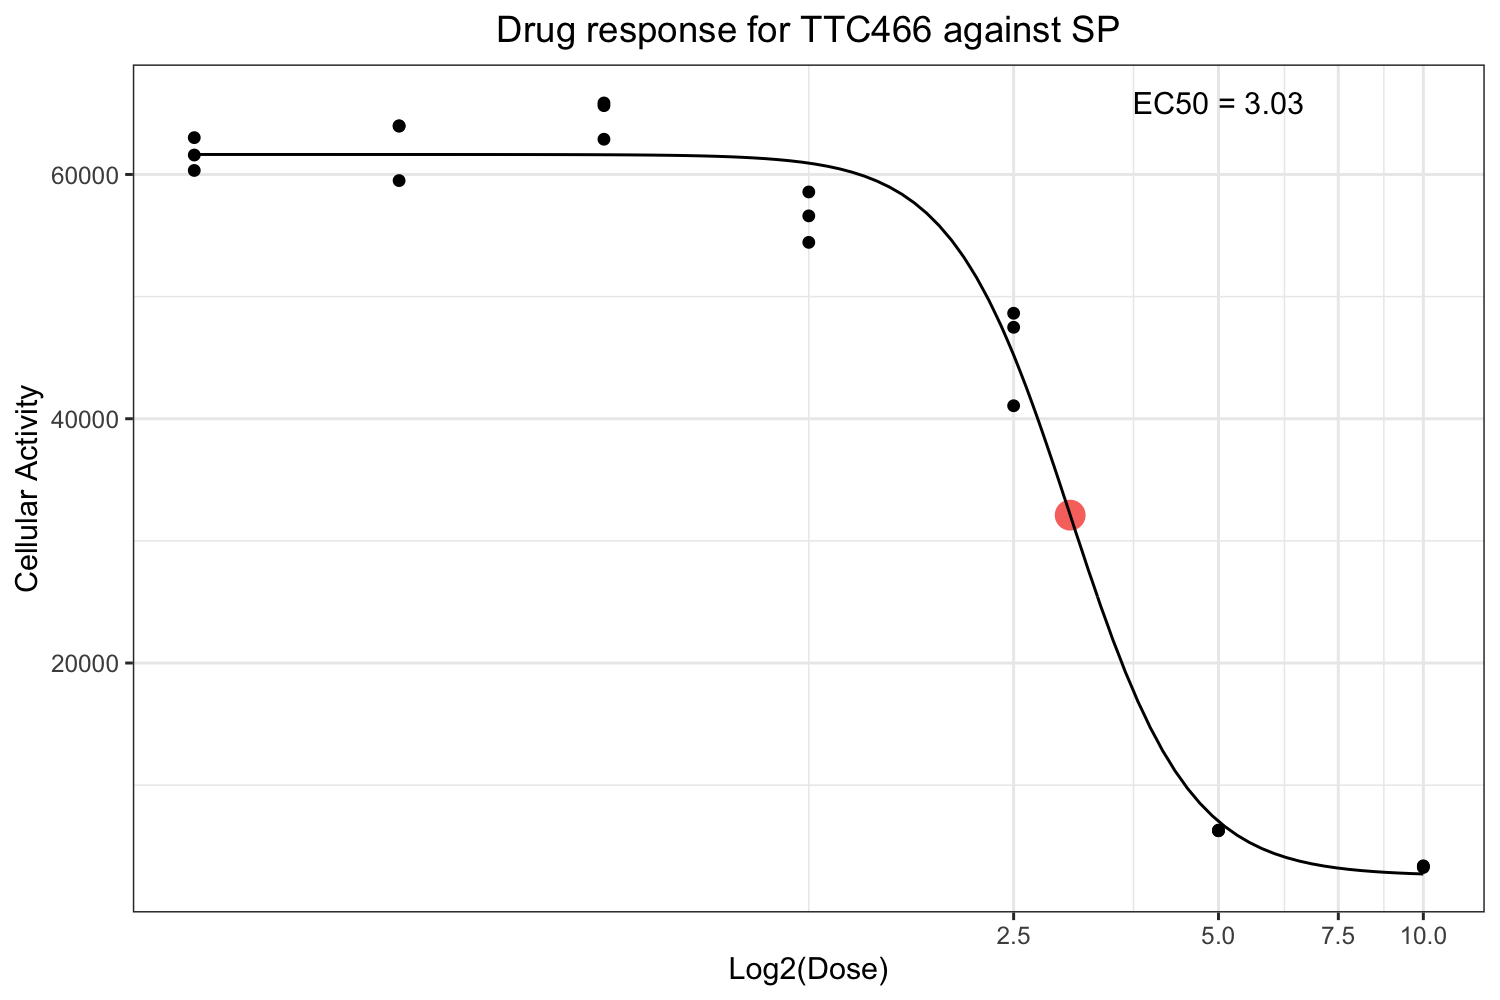 Drug response for TTC466 against SP
EC50 = 3.03
60000
40000
20000
Cellular Activity
2.5 5.0 7.5 10.0
Log2(Dose)